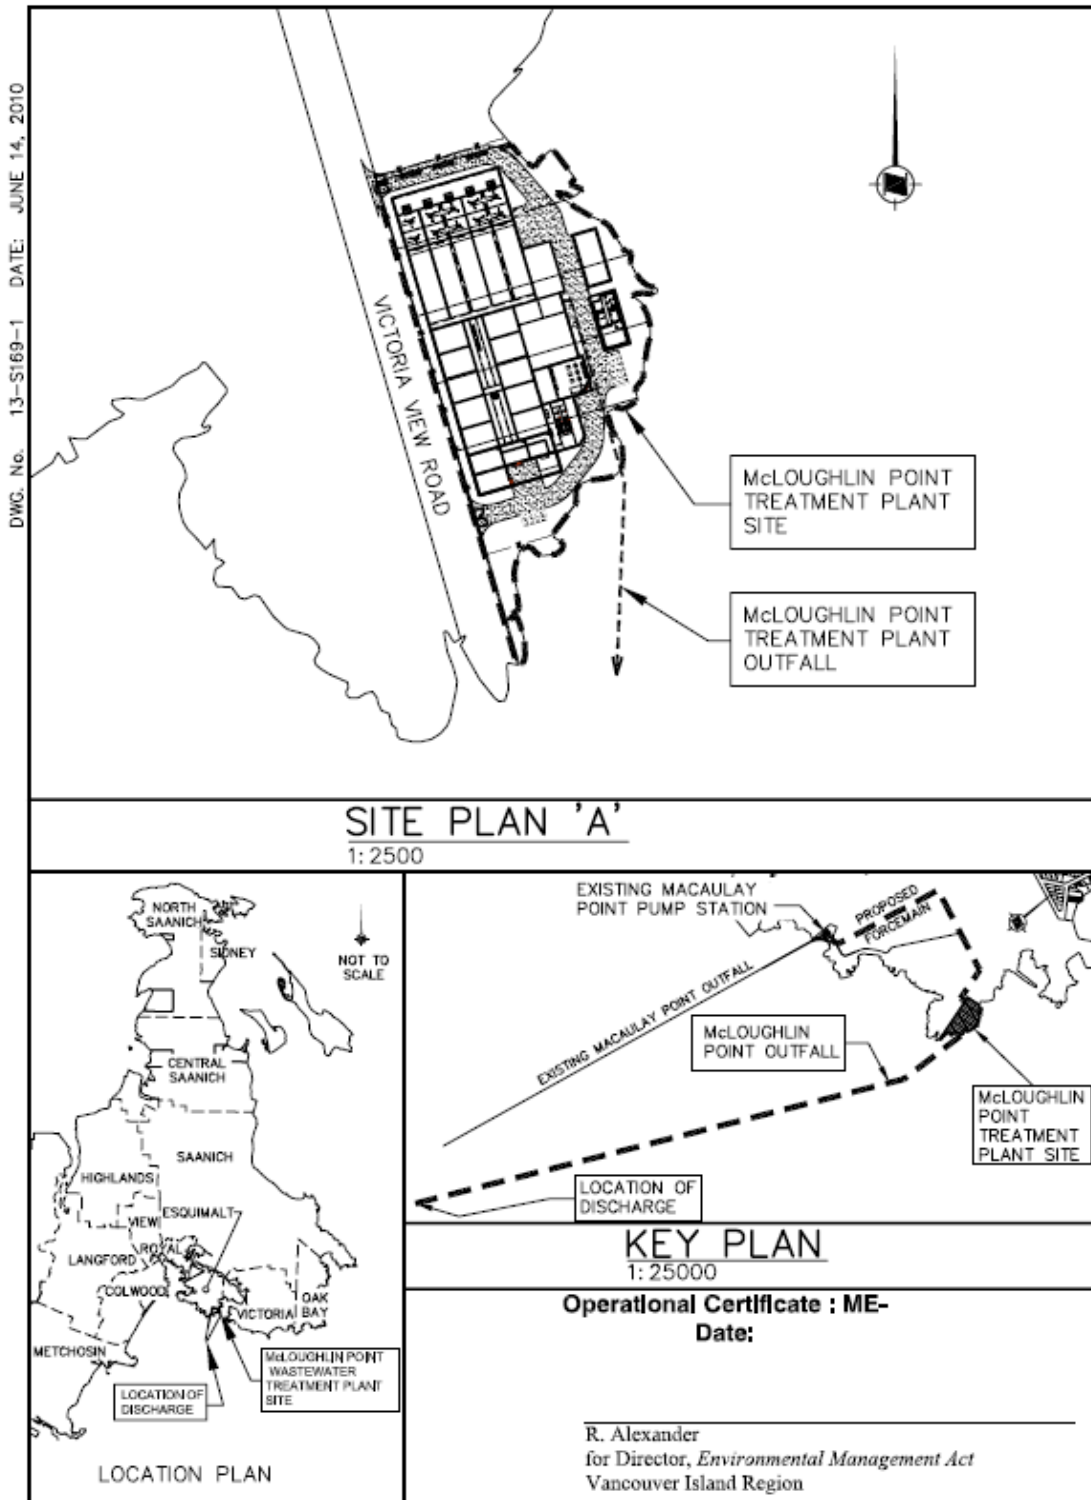 DWG. No. 13-S169-1 DATE: JUNE 14, 2010
VICTORIA VIEW ROAD
McLOUGHLIN POINT
TREATMENT PLANT
SITE
McLOUGHLIN POINT
TREATMENT PLANT
OUTFALL
SITE PLAN 'A'
1:2500
NORTH
SAANICH
SIDNEY
NOT TO
SCALE
CENTRAL
SAANICH
SAANICH
HIGHLANDS
VIEW
ROYAL
ESQUIMALT
LANGFORD
COLWOOD
VICTORIA
OAK
BAY
METCHOSIN
LOCATION OF
DISCHARGE
McLOUGHLIN POINT
WASTEWATER
TREATMENT PLANT
SITE
LOCATION PLAN
EXISTING MACAULAY
POINT PUMP STATION
PROPOSED
FORCEMAIN
EXISTING MACAULAY POINT OUTFALL
McLOUGHLIN
POINT OUTFALL
McLOUGHLIN
POINT
TREATMENT
PLANT SITE
LOCATION OF
DISCHARGE
KEY PLAN
1:25000
Operational Certificate : ME-
Date:
R. Alexander
for Director, Environmental Management Act
Vancouver Island Region